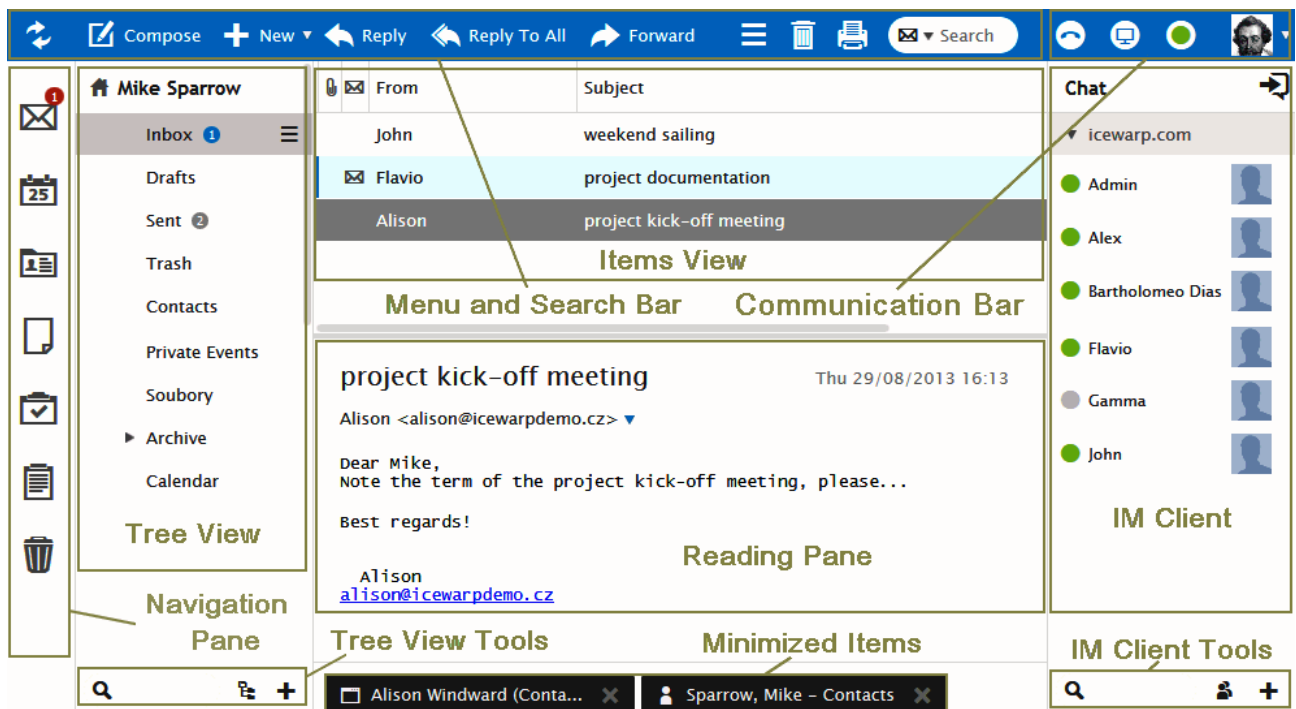 Compose New Reply Reply To All Forward Search
1
Mike Sparrow
Inbox 1
Drafts
Sent 2
Trash
Contacts
Private Events
Soubory
Archive
Calendar
Tree View
25
Navigation
Pane
From Subject
John weekend sailing
Flavio project documentation
Alison project kick-off meeting
Items View
Menu and Search Bar
Communication Bar
project kick-off meeting
Thu 29/08/2013 16:13
Alison <alison@icewarpdemo.cz>
Dear Mike,
Note the term of the project kick-off meeting, please...
Best regards!
Alison
alison@icewarpdemo.cz
Reading Pane
Tree View Tools
Minimized Items
Alison Windward (Conta...
Sparrow, Mike - Contacts
Chat
icewarp.com
Admin
Alex
Bartholomeo Dias
Flavio
Gamma
John
IM Client
IM Client Tools